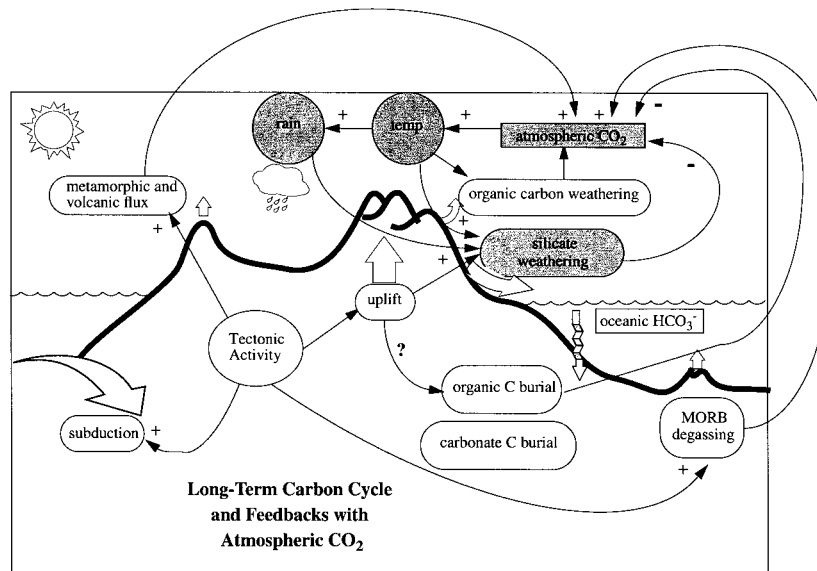 rain
+
temp
+
+ +
atmospheric CO₂
-
-
metamorphic and
volcanic flux
+
organic carbon weathering
+
silicate
weathering
+
uplift
oceanic HCO₃⁻
Tectonic
Activity
?
organic C burial
carbonate C burial
subduction
+
MORB
degassing
+
Long-Term Carbon Cycle
and Feedbacks with
Atmospheric CO₂